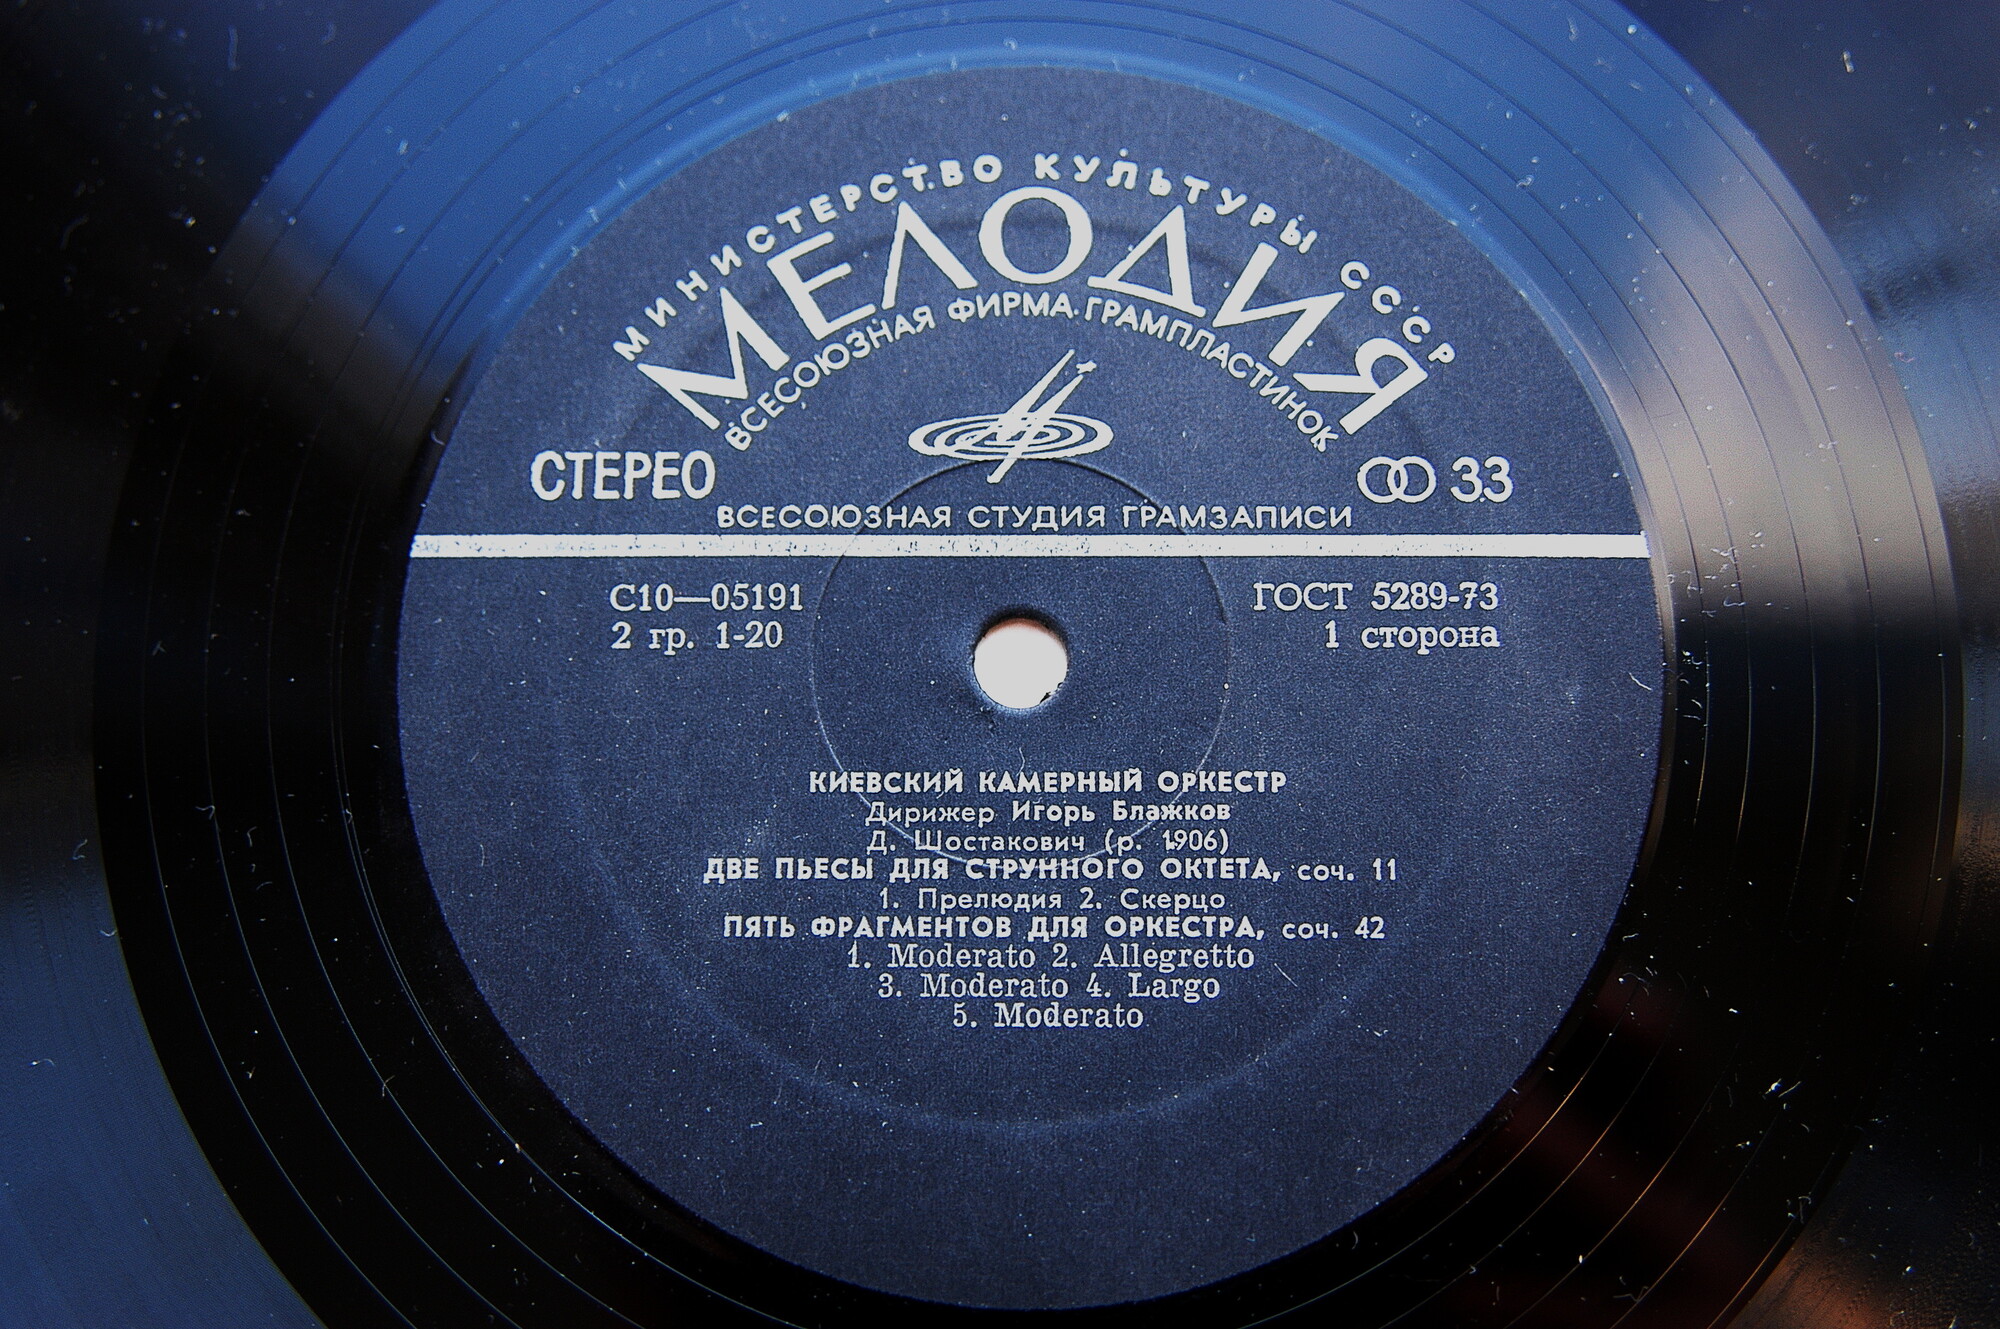 МИНИСТЕРСТВО КУЛЬТУРЫ СССР
МЕЛОДИЯ
ВСЕСОЮЗНАЯ ФИРМА ГРАМПЛАСТИНОК
СТЕРЕО
33
ВСЕСОЮЗНАЯ СТУДИЯ ГРАМЗАПИСИ
С10—05191
ГОСТ 5289-73
2 гр. 1-20
1 сторона
КИЕВСКИЙ КАМЕРНЫЙ ОРКЕСТР
Дирижер Игорь Блажков
Д. Шостакович (р. 1906)
ДВЕ ПЬЕСЫ ДЛЯ СТРУННОГО ОКТЕТА, соч. 11
1. Прелюдия 2. Скерцо
ПЯТЬ ФРАГМЕНТОВ ДЛЯ ОРКЕСТРА, соч. 42
1. Moderato 2. Allegretto
3. Moderato 4. Largo
5. Moderato